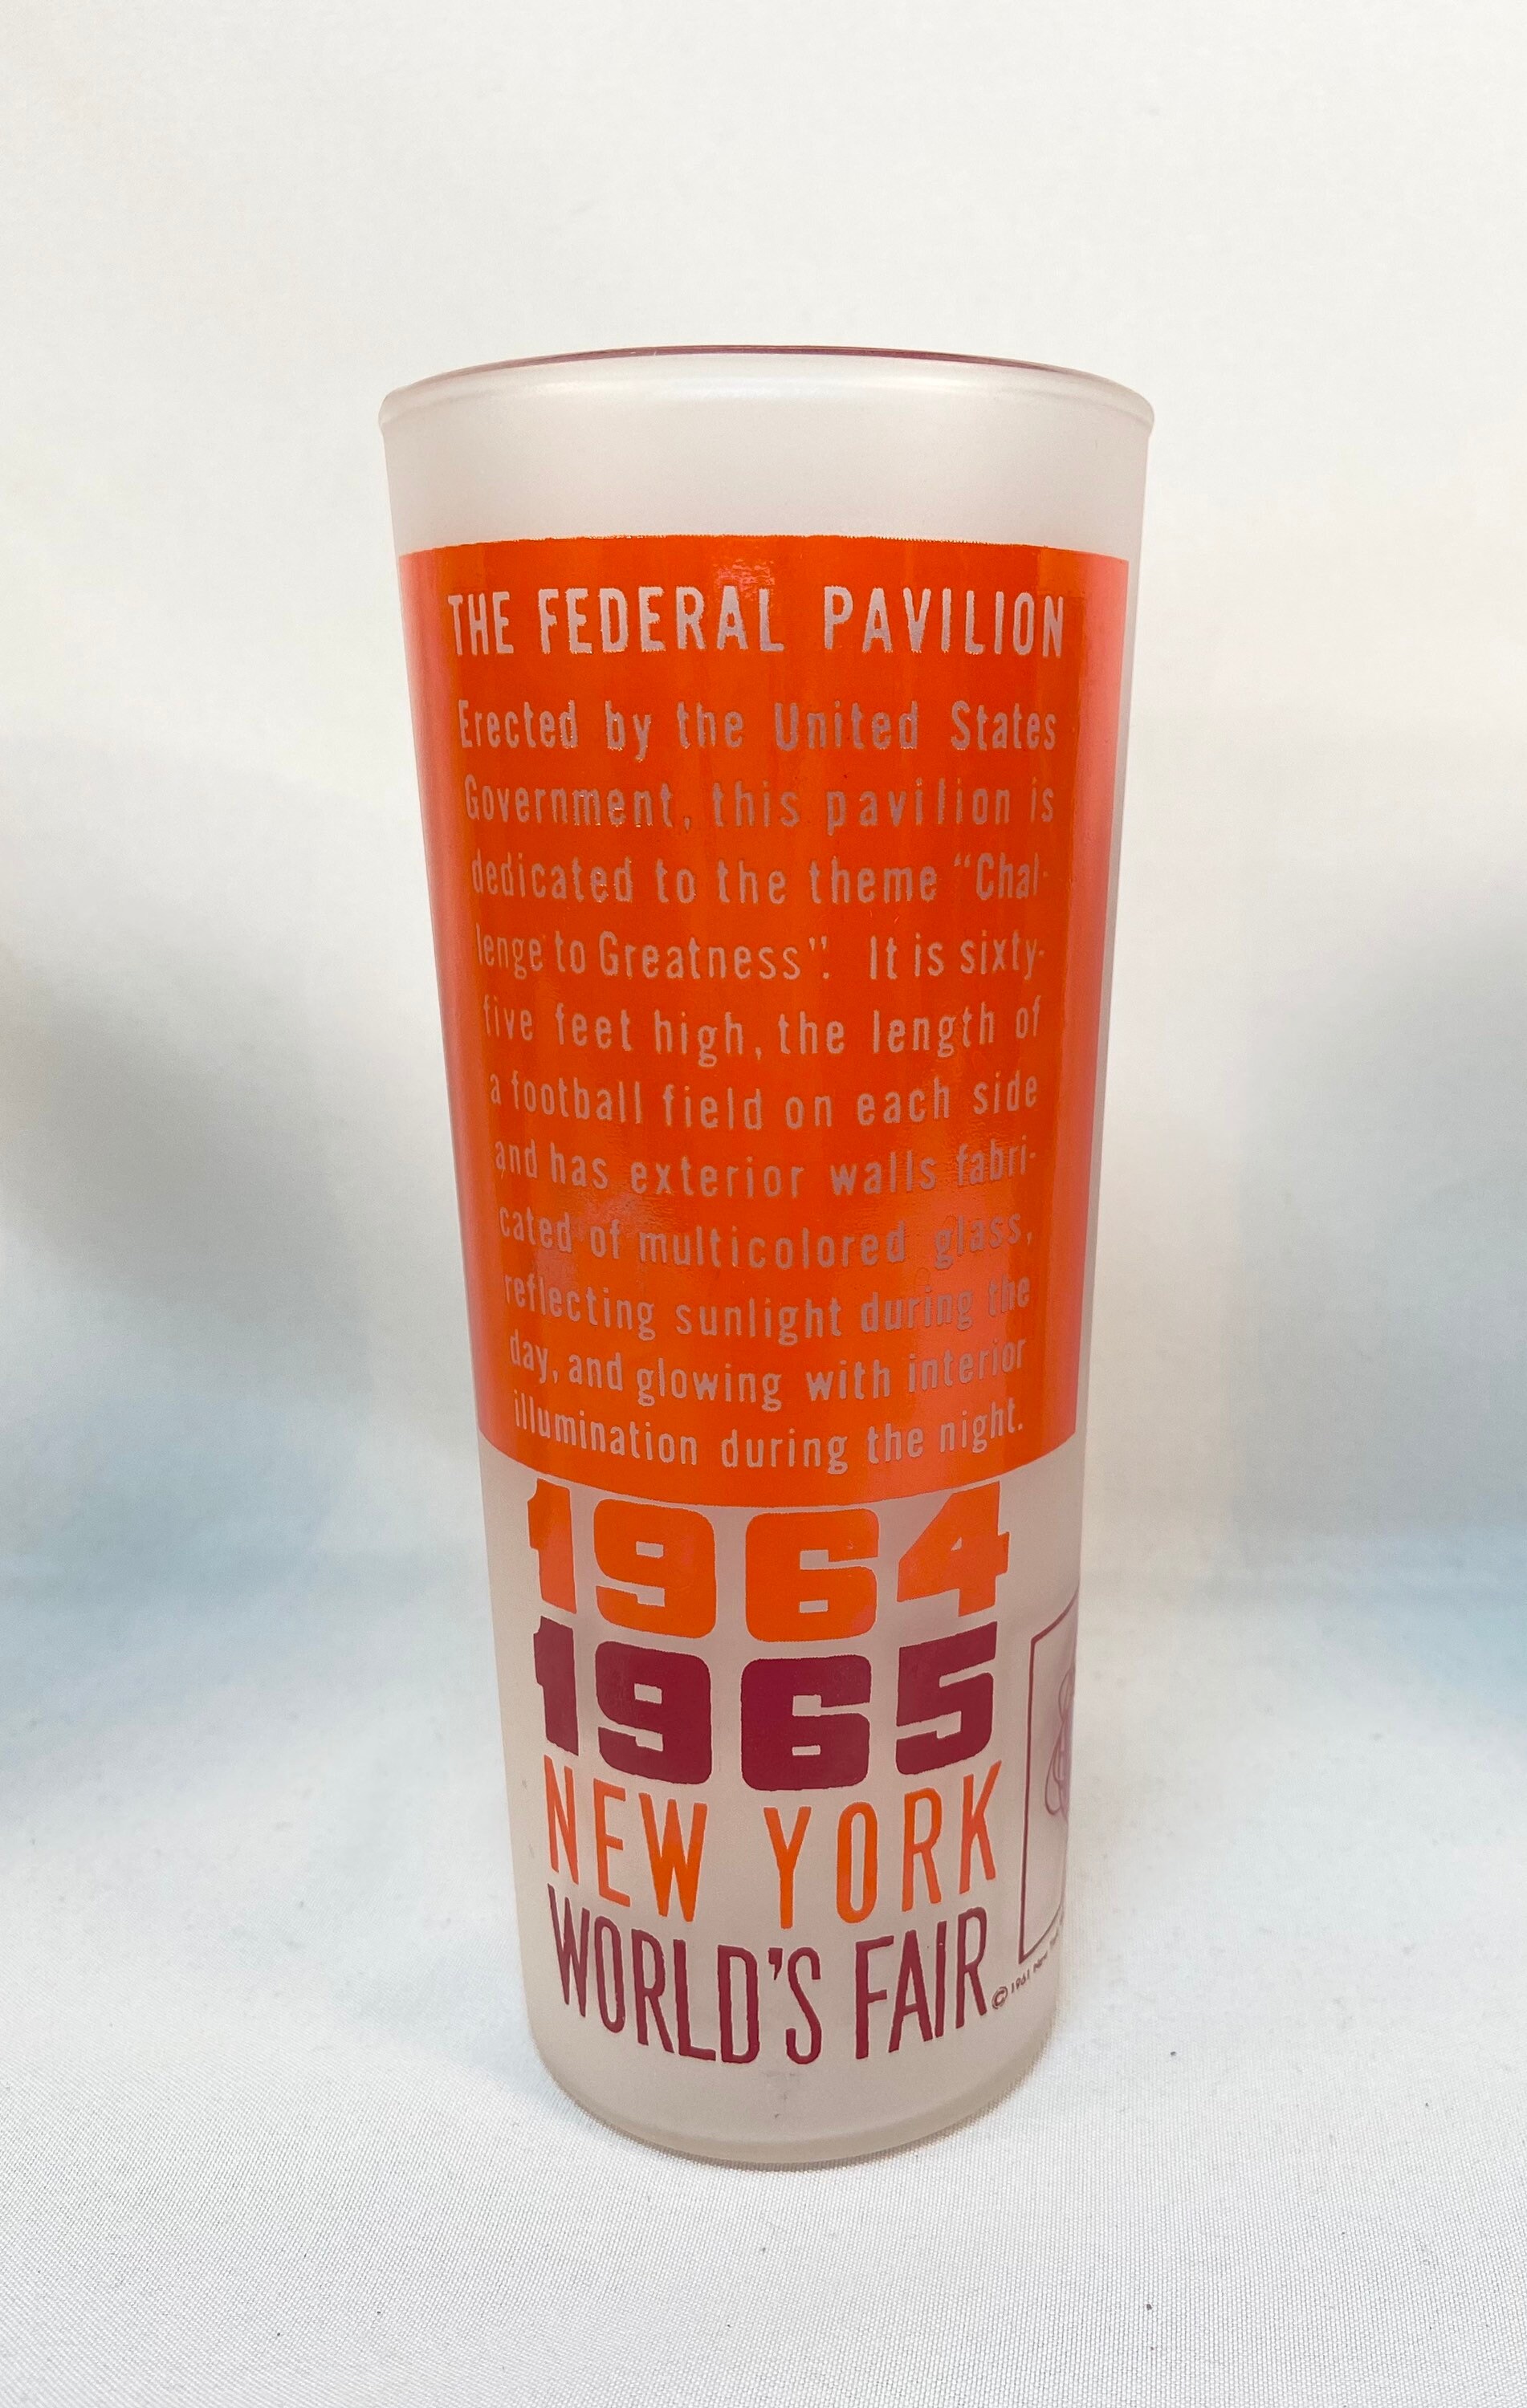 THE FEDERAL PAVILION
Erected by the United States
Government, this pavilion is
dedicated to the theme "Chal-
lenge to Greatness". It is sixty-
five feet high, the length of
a football field on each side
and has exterior walls fabri-
cated of multicolored glass,
reflecting sunlight during the
day, and glowing with interior
illumination during the night.
1964
1965
NEW YORK
WORLD'S FAIR
© 1961 New